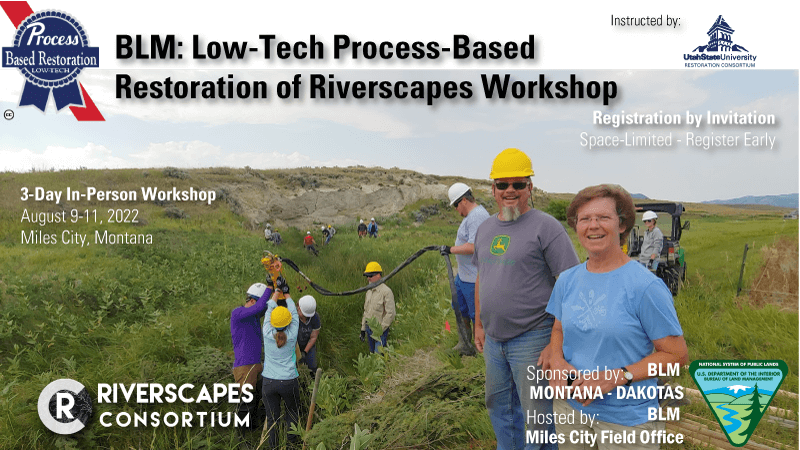 Process
Based Restoration
LOW-TECH
cc
BLM: Low-Tech Process-Based
Restoration of Riverscapes Workshop
Instructed by:
UtahStateUniversity
RESTORATION CONSORTIUM
Registration by Invitation
Space-Limited - Register Early
3-Day In-Person Workshop
August 9-11, 2022
Miles City, Montana
CR RIVERSCAPES
CONSORTIUM
Sponsored by: BLM
MONTANA - DAKOTAS
Hosted by: BLM
Miles City Field Office
NATIONAL SYSTEM OF PUBLIC LANDS
U.S. DEPARTMENT OF THE INTERIOR
BUREAU OF LAND MANAGEMENT